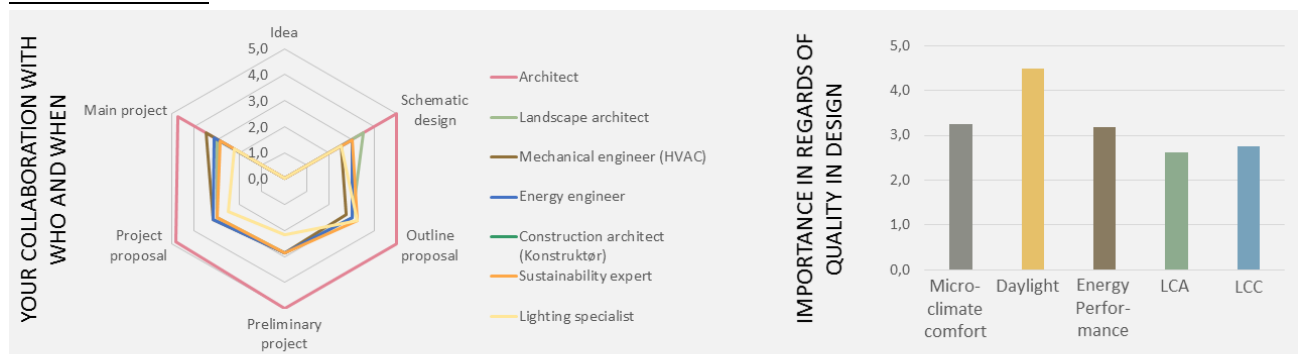 YOUR COLLABORATION WITH
WHO AND WHEN
Idea
5,0
4,0
3,0
2,0
1,0
0,0
Main project
Schematic
design
Project
proposal
Outline
proposal
Preliminary
project
Architect
Landscape architect
Mechanical engineer (HVAC)
Energy engineer
Construction architect
(Konstruktør)
Sustainability expert
Lighting specialist
IMPORTANCE IN REGARDS OF
QUALITY IN DESIGN
5,0
4,0
3,0
2,0
1,0
0,0
Micro-
climate
comfort
Daylight
Energy
Perfor-
mance
LCA
LCC